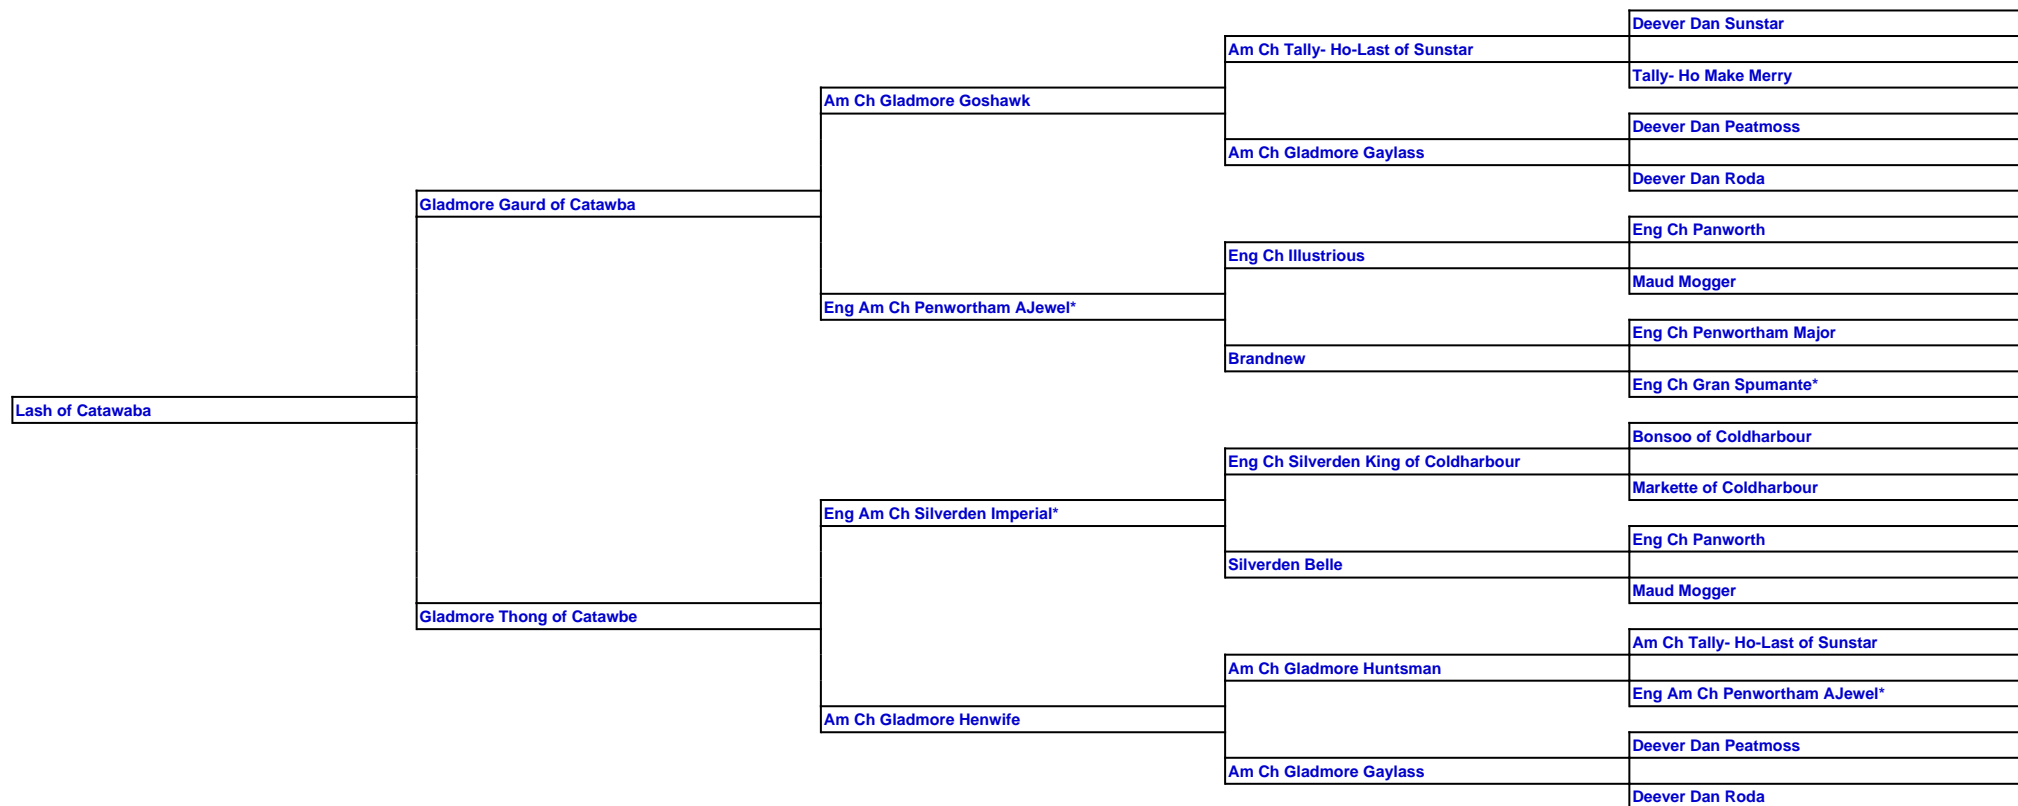 Deever Dan Sunstar
Am Ch Tally- Ho-Last of Sunstar
Tally- Ho Make Merry
Am Ch Gladmore Goshawk
Deever Dan Peatmoss
Am Ch Gladmore Gaylass
Deever Dan Roda
Gladmore Gaurd of Catawba
Eng Ch Panworth
Eng Ch Illustrious
Maud Mogger
Eng Am Ch Penwortham AJewel*
Eng Ch Penwortham Major
Brandnew
Eng Ch Gran Spumante*
Lash of Catawaba
Bonsoo of Coldharbour
Eng Ch Silverden King of Coldharbour
Markette of Coldharbour
Eng Am Ch Silverden Imperial*
Eng Ch Panworth
Silverden Belle
Maud Mogger
Gladmore Thong of Catawbe
Am Ch Tally- Ho-Last of Sunstar
Am Ch Gladmore Huntsman
Eng Am Ch Penwortham AJewel*
Am Ch Gladmore Henwife
Deever Dan Peatmoss
Am Ch Gladmore Gaylass
Deever Dan Roda